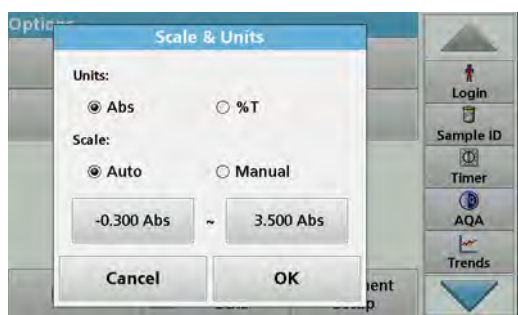 Scale & Units
Units:
Abs
%T
Scale:
Auto
Manual
-0.300 Abs ~ 3.500 Abs
Cancel
OK
Login
Sample ID
Timer
AQA
Trends